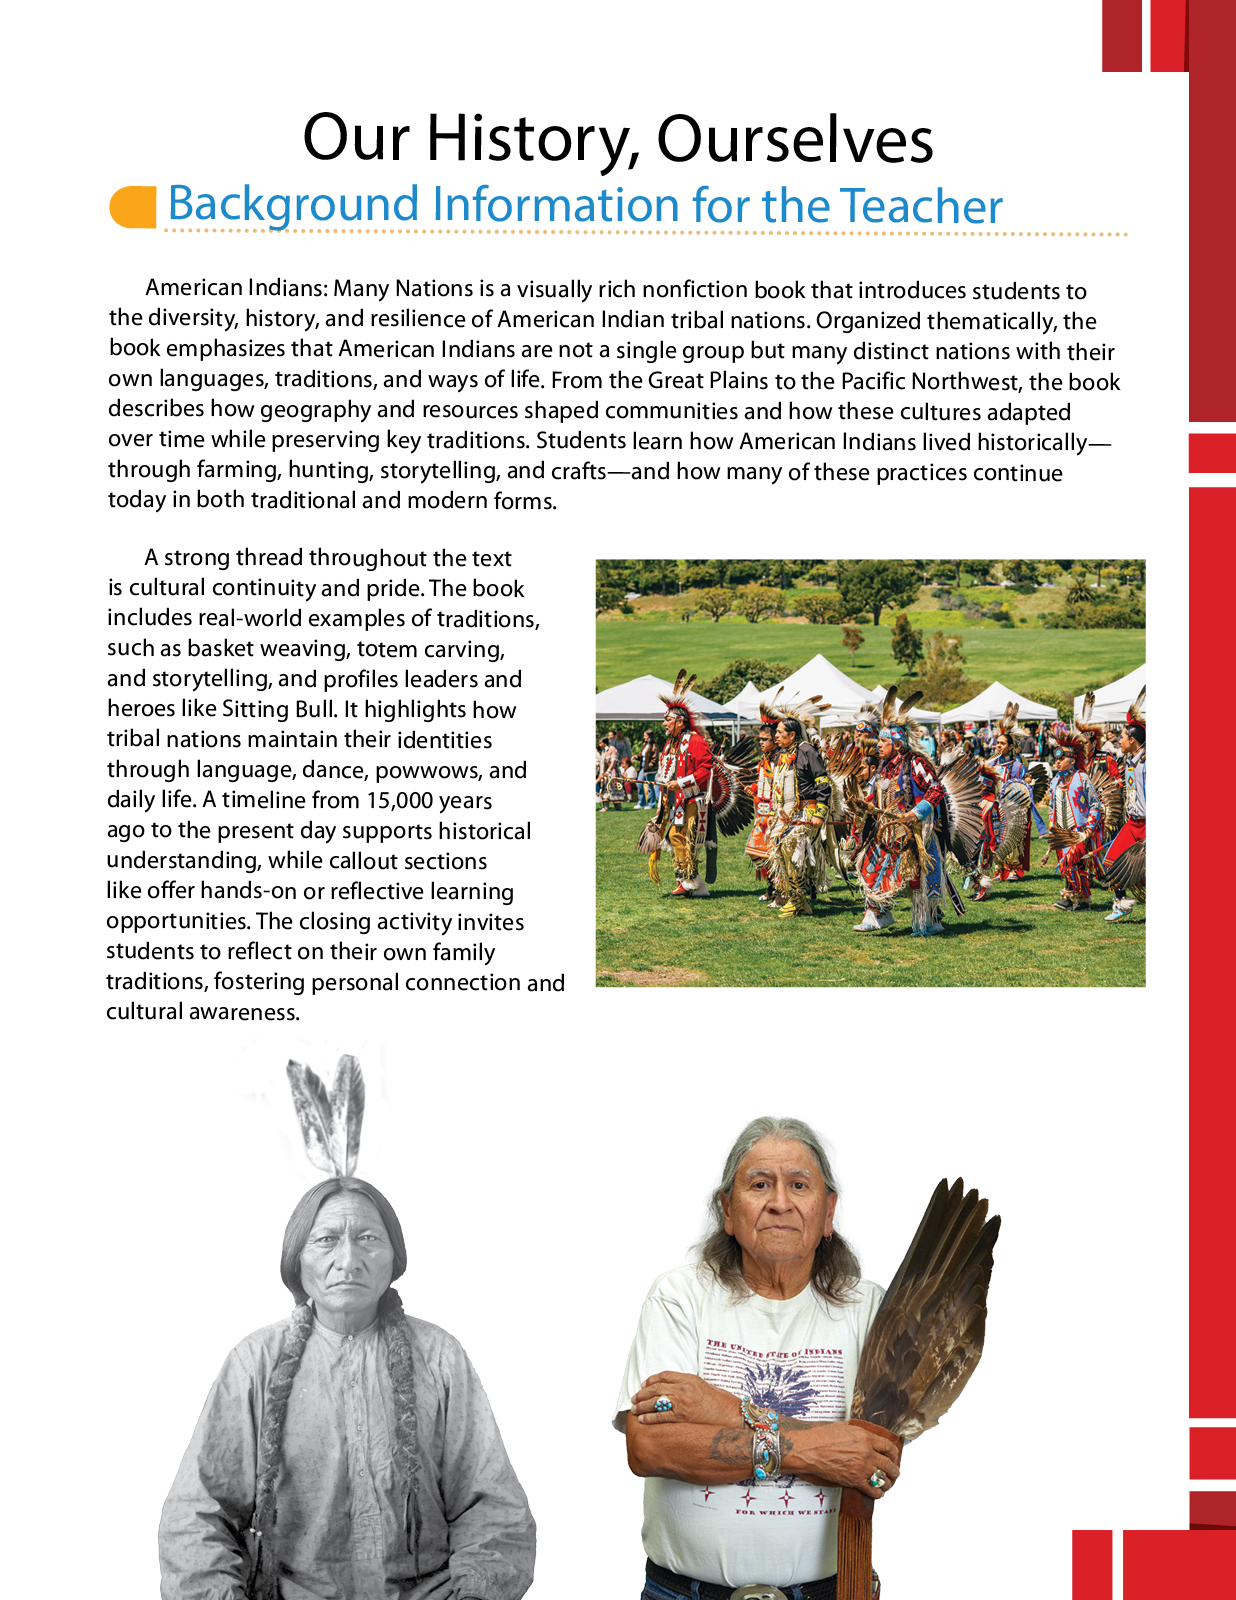 Our History, Ourselves
Background Information for the Teacher
American Indians: Many Nations is a visually rich nonfiction book that introduces students to
the diversity, history, and resilience of American Indian tribal nations. Organized thematically, the
book emphasizes that American Indians are not a single group but many distinct nations with their
own languages, traditions, and ways of life. From the Great Plains to the Pacific Northwest, the book
describes how geography and resources shaped communities and how these cultures adapted
over time while preserving key traditions. Students learn how American Indians lived historically—
through farming, hunting, storytelling, and crafts—and how many of these practices continue
today in both traditional and modern forms.
A strong thread throughout the text
is cultural continuity and pride. The book
includes real-world examples of traditions,
such as basket weaving, totem carving,
and storytelling, and profiles leaders and
heroes like Sitting Bull. It highlights how
tribal nations maintain their identities
through language, dance, powwows, and
daily life. A timeline from 15,000 years
ago to the present day supports historical
understanding, while callout sections
like offer hands-on or reflective learning
opportunities. The closing activity invites
students to reflect on their own family
traditions, fostering personal connection and
cultural awareness.
THE UNITED STATE OF INDIANS
FOR WHICH WE